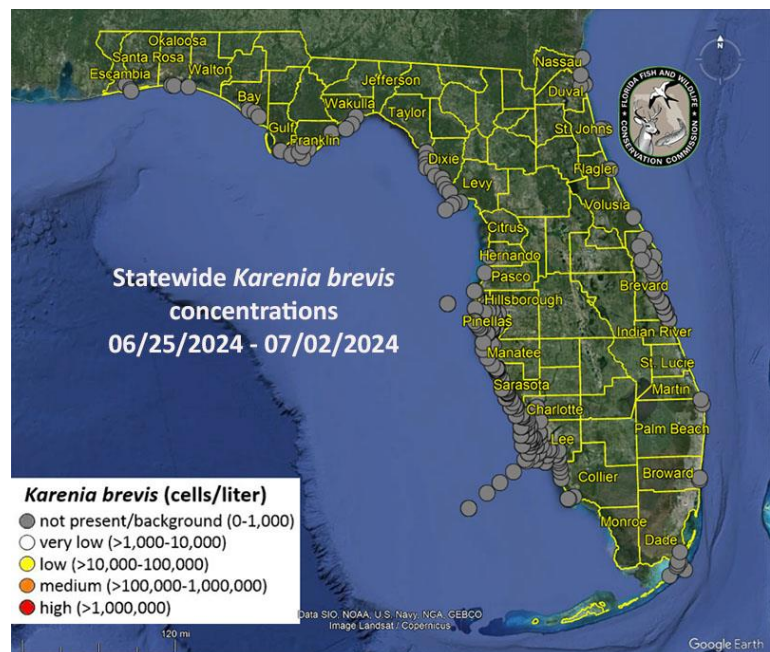 Okaloosa
Santa Rosa
Escambia
Walton
Jefferson
Bay
Wakulla
Taylor
Gulf
Franklin
Nassau
Duval
St Johns
FLORIDA FISH AND WILDLIFE
CONSERVATION COMMISSION
N
Dixie
Flagler
Levy
Volusia
Citrus
Hernando
Pasco
Hillsborough
Brevard
Pinellas
Indian River
Manatee
St. Lucie
Sarasota
Martin
Charlotte
Palm Beach
Lee
Collier
Broward
Monroe
Dade
Statewide Karenia brevis
concentrations
06/25/2024 - 07/02/2024
Karenia brevis (cells/liter)
not present/background (0-1,000)
very low (>1,000-10,000)
low (>10,000-100,000)
medium (>100,000-1,000,000)
high (>1,000,000)
Data SIO, NOAA, U.S. Navy, NGA, GEBCO
Image Landsat / Copernicus
120 mi
Google Earth